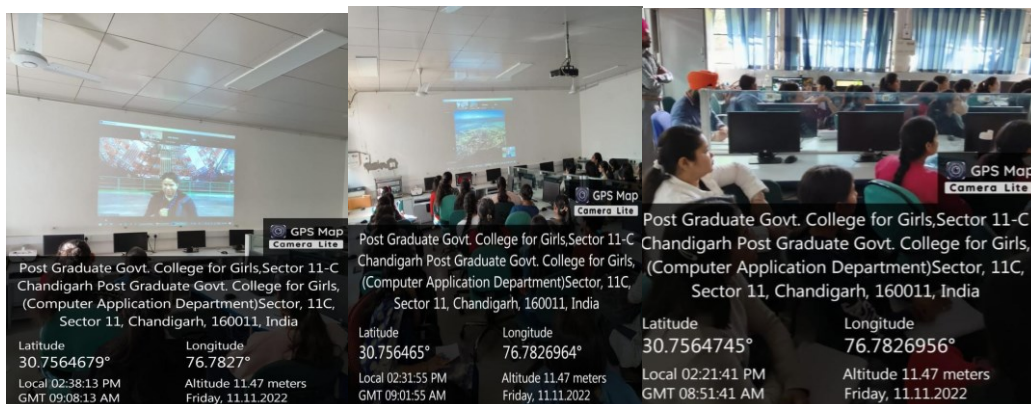 GPS Map
Camera Lite
Post Graduate Govt. College for Girls,Sector 11-C
Chandigarh Post Graduate Govt. College for Girls,
(Computer Application Department)Sector, 11C,
Sector 11, Chandigarh, 160011, India
Latitude
30.7564679°
Longitude
76.7827°
Local 02:38:13 PM
GMT 09:08:13 AM
Altitude 11.47 meters
Friday, 11.11.2022
GPS Map
Camera Lite
Post Graduate Govt. College for Girls,Sector 11-C
Chandigarh Post Graduate Govt. College for Girls,
(Computer Application Department)Sector, 11C,
Sector 11, Chandigarh, 160011, India
Latitude
30.756465°
Longitude
76.7826964°
Local 02:31:55 PM
GMT 09:01:55 AM
Altitude 11.47 meters
Friday, 11.11.2022
GPS Map
Camera Lite
Post Graduate Govt. College for Girls,Sector 11-C
Chandigarh Post Graduate Govt. College for Girls,
(Computer Application Department)Sector, 11C,
Sector 11, Chandigarh, 160011, India
Latitude
30.7564745°
Longitude
76.7826956°
Local 02:21:41 PM
GMT 08:51:41 AM
Altitude 11.47 meters
Friday, 11.11.2022